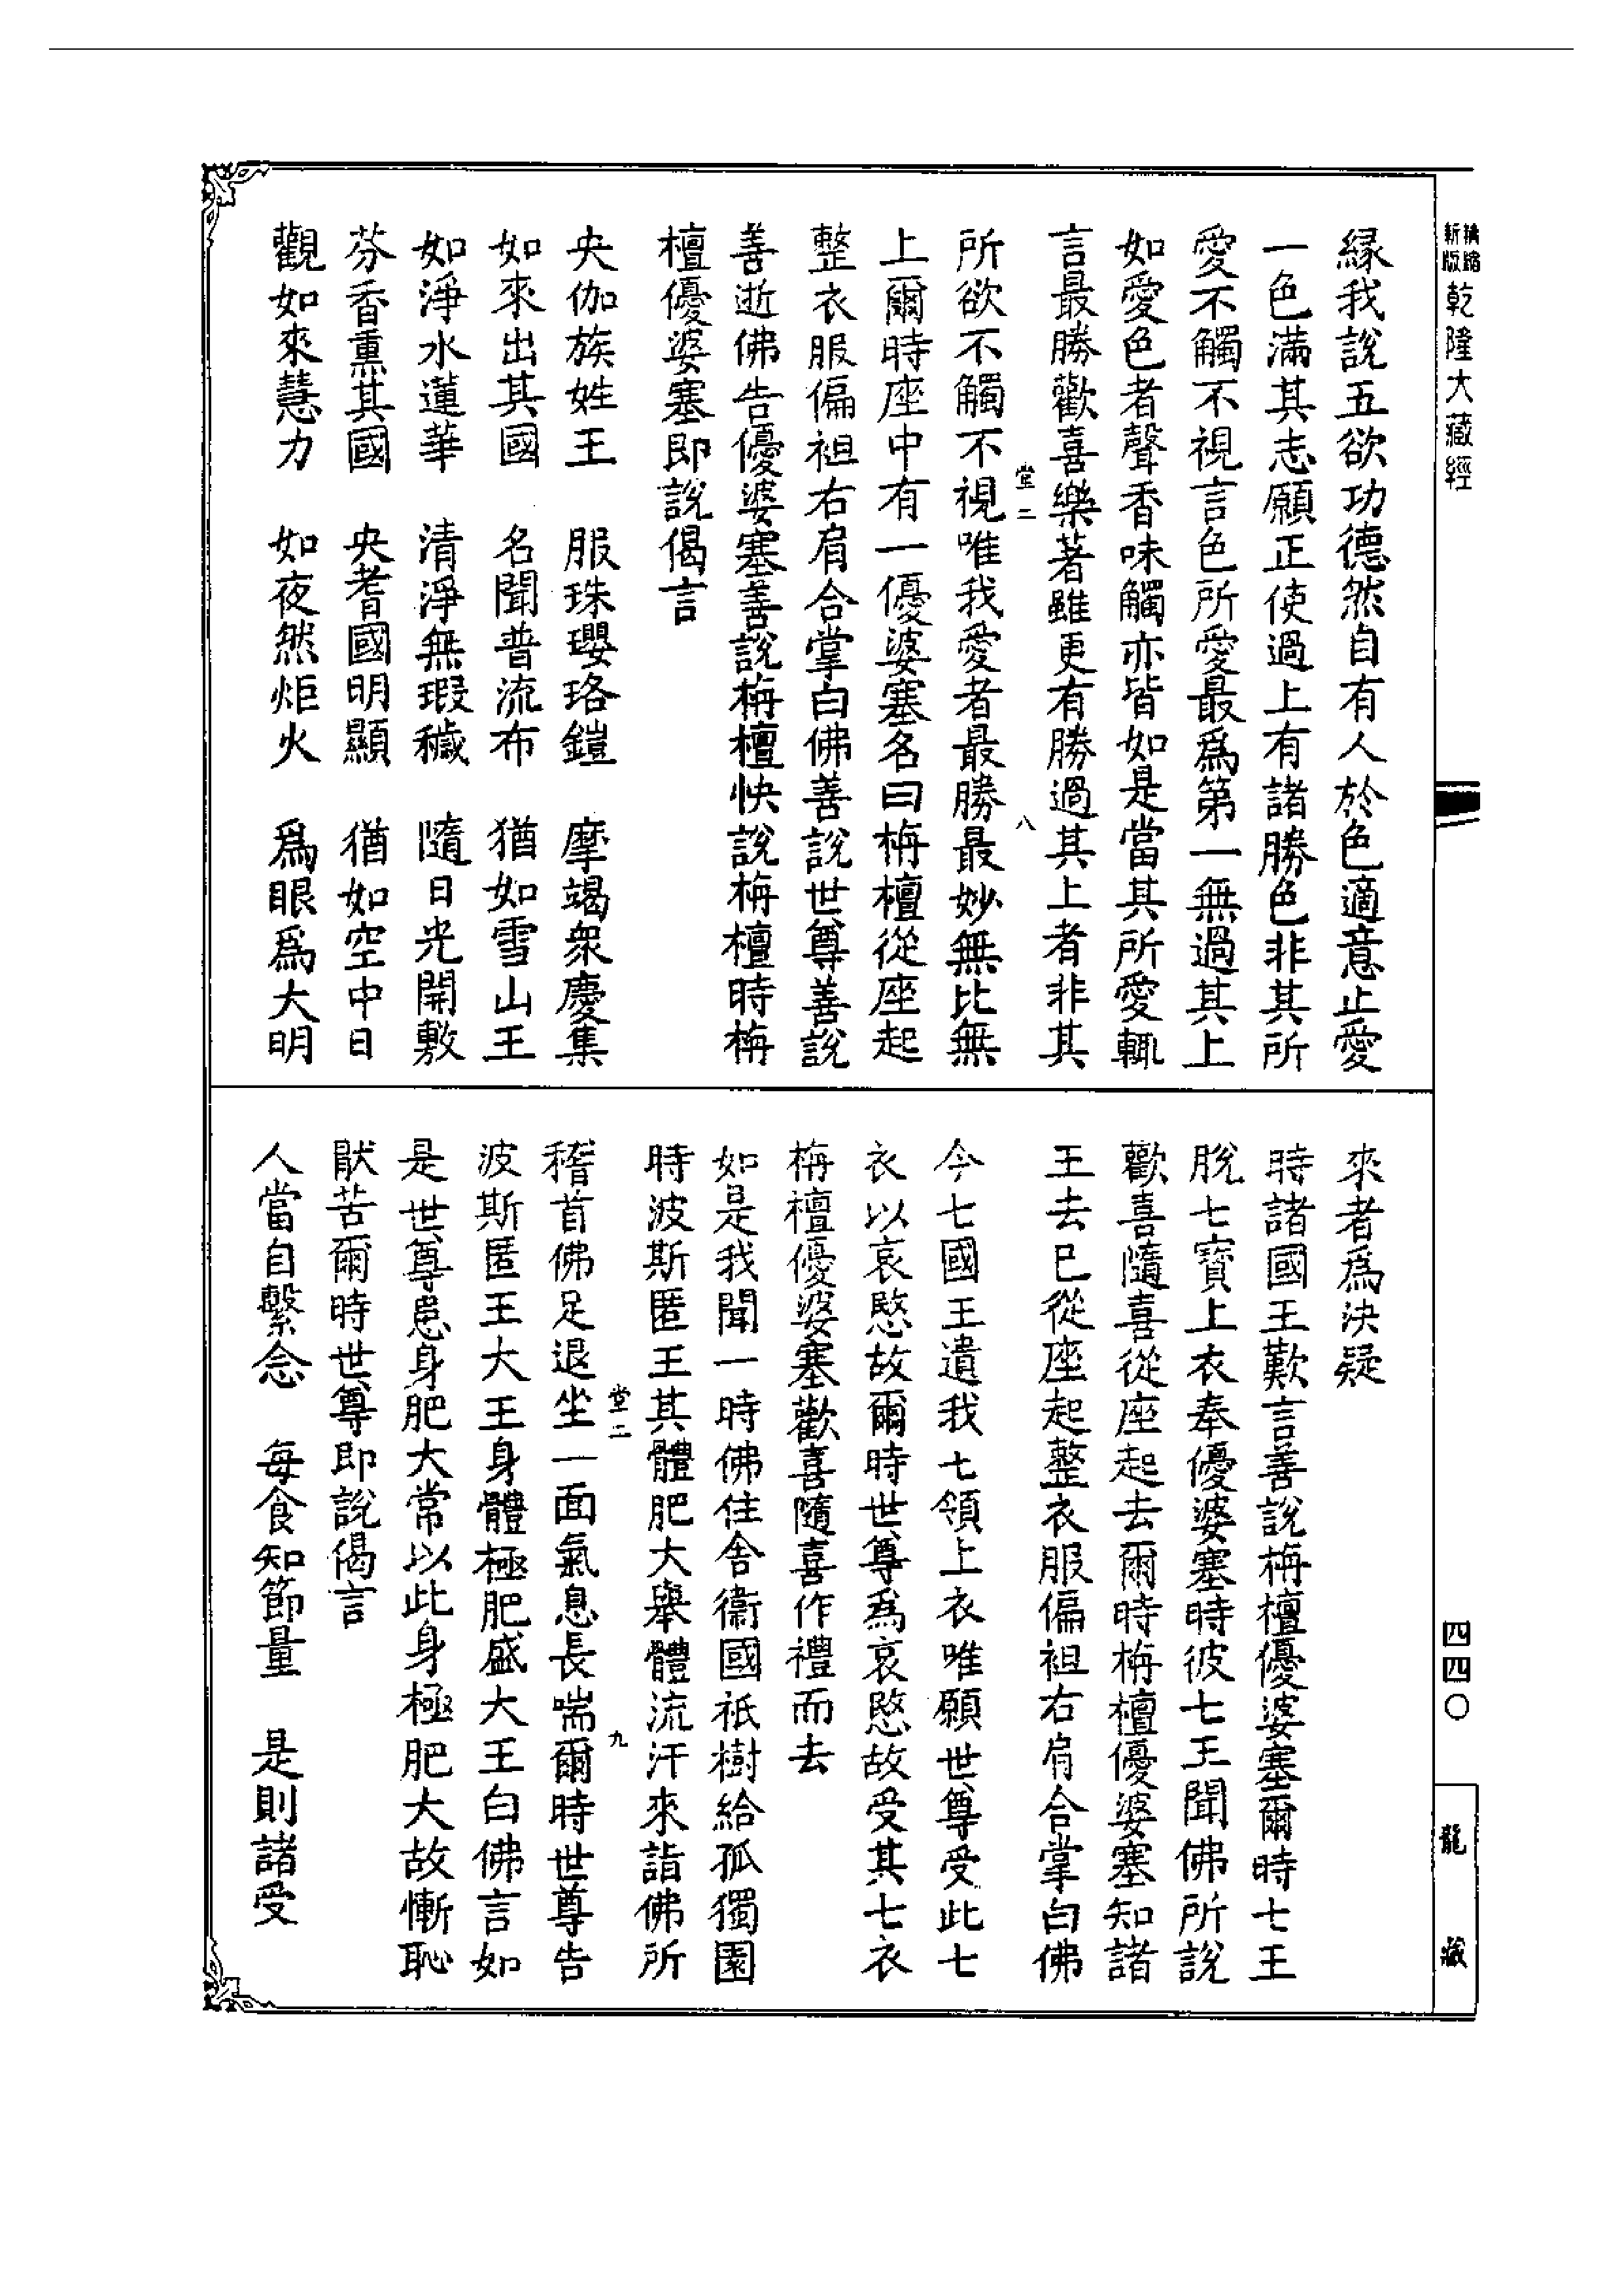 新版精縮乾隆大藏經
緣我說五欲功德然自有人於色適意止愛
一色滿其志願正使過上有諸勝色非其所
愛不觸不視言色所愛最為第一無過其上
如愛色者聲香味觸亦皆如是當其所愛輒
言最勝歡喜樂著雖更有勝過其上者非其
堂二
八
所欲不觸不視唯我愛者最勝最妙無比無
上爾時座中有一優婆塞名曰栴檀從座起
整衣服偏袒右肩合掌白佛善說世尊善說
善逝佛告優婆塞善說栴檀快說栴檀時栴
檀優婆塞即說偈言
央伽族姓王　服珠瓔珞鎧　摩竭眾慶集
如來出其國　名聞普流布　猶如雪山王
如淨水蓮華　清淨無瑕穢　隨日光開敷
芬香熏其國　央耆國明顯　猶如空中日
觀如來慧力　如夜然炬火　為眼為大明
來者為決疑
時諸國王歎言善說栴檀優婆塞爾時七王
脫七寶上衣奉優婆塞時彼七王聞佛所說
歡喜隨喜從座起去爾時栴檀優婆塞知諸
王去已從座起整衣服偏袒右肩合掌白佛
今七國王遺我七領上衣唯願世尊受此七
衣以哀愍故爾時世尊為哀愍故受其七衣
栴檀優婆塞歡喜隨喜作禮而去
如是我聞一時佛住舍衛國祇樹給孤獨園
時波斯匿王其體肥大舉體流汗來詣佛所
堂二
九
稽首佛足退坐一面氣息長喘爾時世尊告
波斯匿王大王身體極肥盛大王白佛言如
是世尊患身肥大常以此身極肥大故慚恥
厭苦爾時世尊即說偈言
人當自繫念　每食知節量　是則諸受
四四〇
龍藏